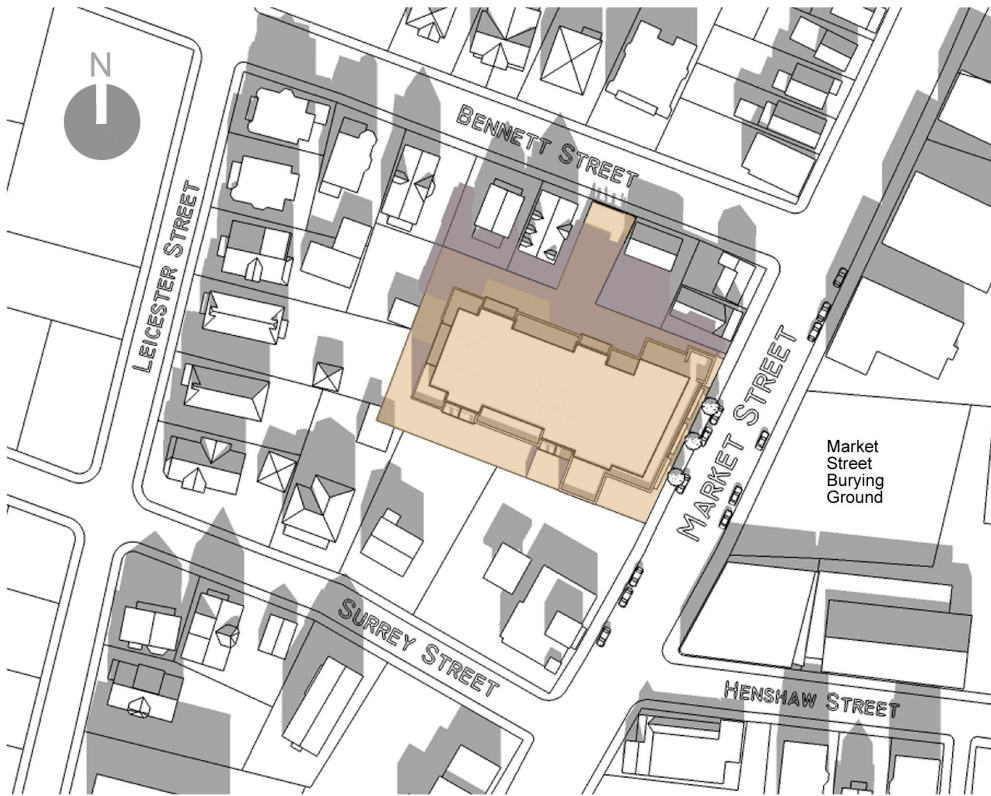 N
BENNETT STREET
LEICESTER STREET
MARKET STREET
Market
Street
Burying
Ground
SURREY STREET
HENSHAW STREET